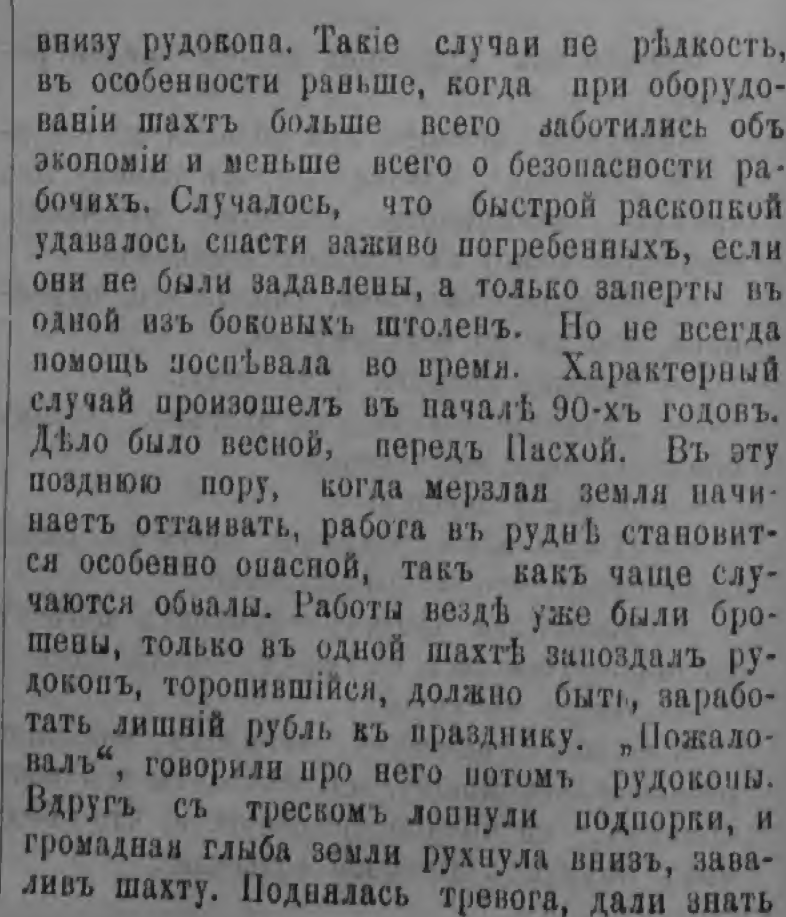 внизу рудокопа. Такіе случаи не рѣдкость,
въ особенности раньше, когда при оборудо-
ваніи шахтъ больше всего заботились объ
экономіи и меньше всего о безопасности ра-
бочихъ. Случалось, что быстрой раскопкой
удавалось спасти заживо погребенныхъ, если
они не были задавлены, а только заперты въ
одной изъ боковыхъ штоленъ. Но не всегда
помощь поспѣвала во время. Характерный
случай произошелъ въ началѣ 90-хъ годовъ.
Дѣло было весной, передъ Пасхой. Въ эту
позднюю пору, когда мерзлая земля начи-
наетъ оттаивать, работа въ руднѣ становит-
ся особенно опасной, такъ какъ чаще слу-
чаются обвалы. Работы вездѣ уже были бро-
шены, только въ одной шахтѣ запоздалъ ру-
докопъ, торопившійся, должно быть, зарабо-
тать лишній рубль къ празднику. „Пожало-
валъ“, говорили про него потомъ рудокопы.
Вдругъ съ трескомъ лопнули подпорки, и
громадная глыба земли рухнула внизъ, зава-
ливъ шахту. Поднялась тревога, дали знать